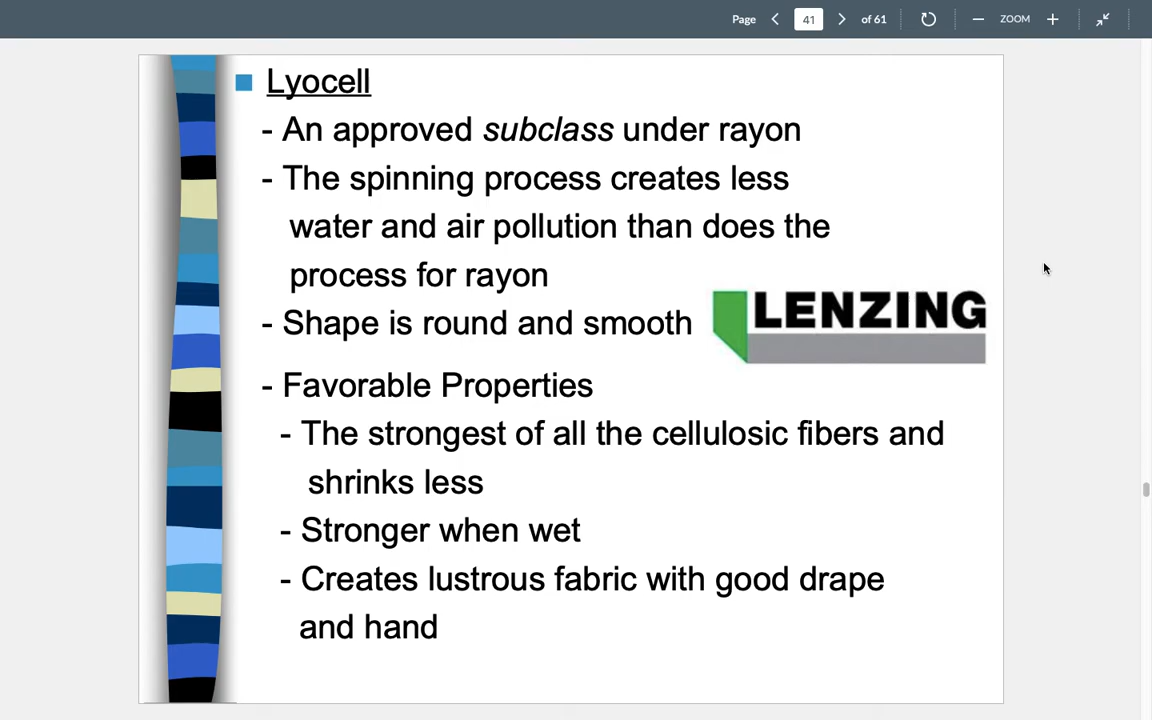 Page 41 of 61 ZOOM
Lyocell
- An approved subclass under rayon
- The spinning process creates less
water and air pollution than does the
process for rayon
- Shape is round and smooth
LENZING
- Favorable Properties
- The strongest of all the cellulosic fibers and
shrinks less
- Stronger when wet
- Creates lustrous fabric with good drape
and hand